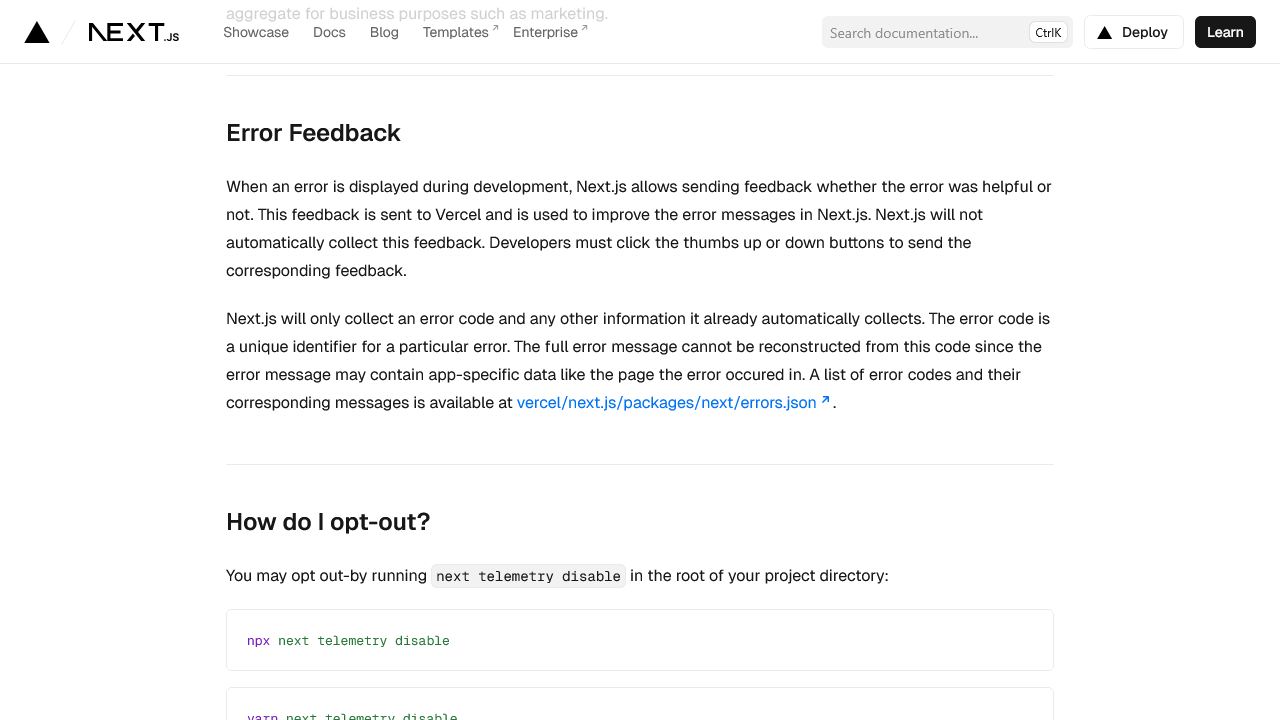 aggregate for business purposes such as marketing.
NEXT.JS
Showcase
Docs
Blog
Templates
Enterprise
Search documentation...
CtrlK
Deploy
Learn
Error Feedback
When an error is displayed during development, Next.js allows sending feedback whether the error was helpful or
not. This feedback is sent to Vercel and is used to improve the error messages in Next.js. Next.js will not
automatically collect this feedback. Developers must click the thumbs up or down buttons to send the
corresponding feedback.
Next.js will only collect an error code and any other information it already automatically collects. The error code is
a unique identifier for a particular error. The full error message cannot be reconstructed from this code since the
error message may contain app-specific data like the page the error occured in. A list of error codes and their
corresponding messages is available at vercel/next.js/packages/next/errors.json ↗.
How do I opt-out?
You may opt out-by running next telemetry disable in the root of your project directory:
npx next telemetry disable
yarn next telemetry disable